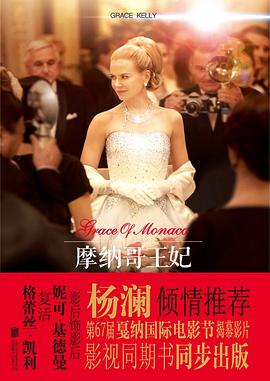 GRACE KELLY
Grace Of Monaco
摩纳哥王妃
杨澜 倾情推荐
第67届戛纳国际电影节揭幕影片
影视同期书同步出版
影后饰影后
妮可·基德曼
复活
格蕾丝·凯利